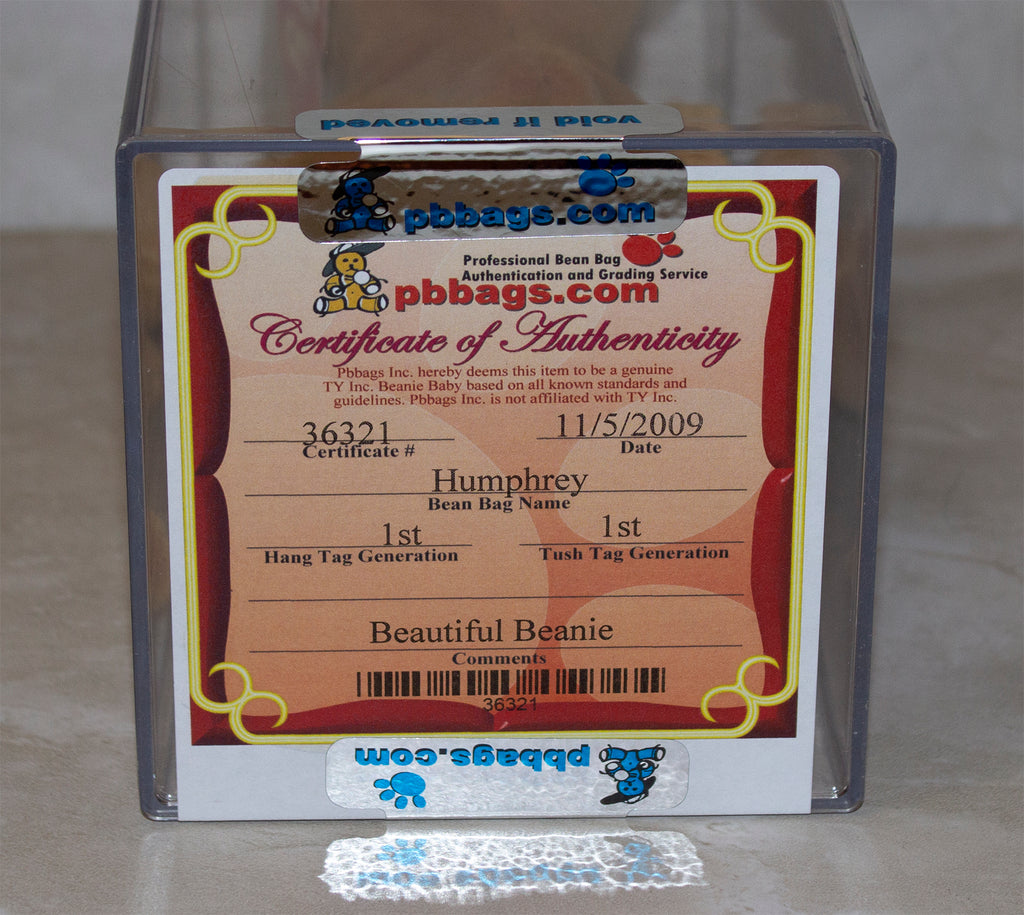 void if removed
pbbags.com
Professional Bean Bag
Authentication and Grading Service
pbbags.com
Certificate of Authenticity
Pbbags Inc. hereby deems this item to be a genuine
TY Inc. Beanie Baby based on all known standards and
guidelines. Pbbags Inc. is not affiliated with TY Inc.
36321 11/5/2009
Certificate # Date
Humphrey
Bean Bag Name
1st 1st
Hang Tag Generation Tush Tag Generation
Beautiful Beanie
Comments
36321
pbbags.com